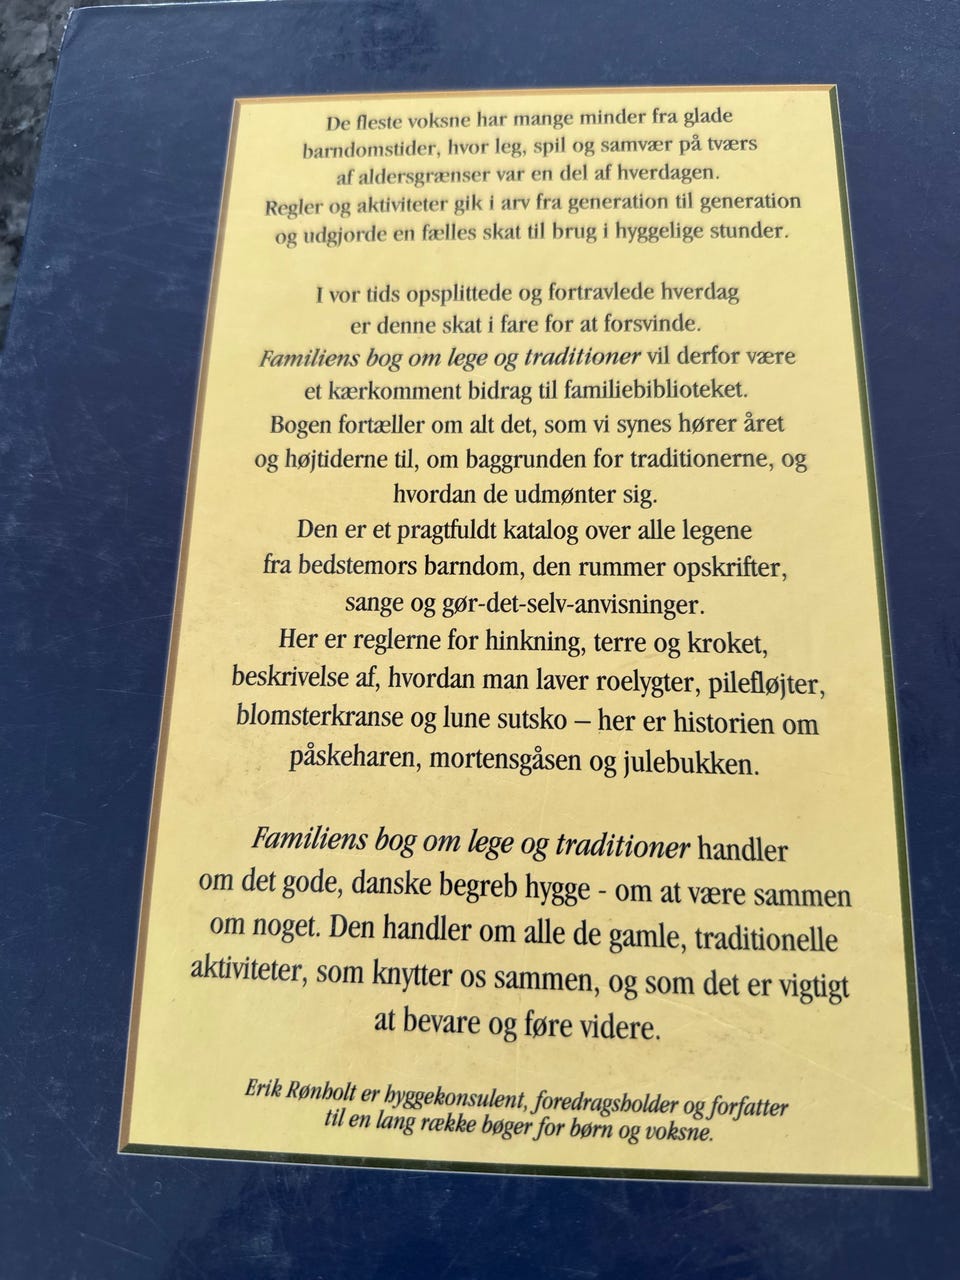 De fleste voksne har mange minder fra glade
barndomstider, hvor leg, spil og samvær på tværs
af aldersgrænser var en del af hverdagen.
Regler og aktiviteter gik i arv fra generation til generation
og udgjorde en fælles skat til brug i hyggelige stunder.
I vor tids opsplittede og fortravlede hverdag
er denne skat i fare for at forsvinde.
Familiens bog om lege og traditioner vil derfor være
et kærkomment bidrag til familiebiblioteket.
Bogen fortæller om alt det, som vi synes hører året
og højtiderne til, om baggrunden for traditionerne, og
hvordan de udmønter sig.
Den er et pragtfuldt katalog over alle legene
fra bedstemors barndom, den rummer opskrifter,
sange og gør-det-selv-anvisninger.
Her er reglerne for hinkning, terre og kroket,
beskrivelse af, hvordan man laver roelygter, pilefløjter,
blomsterkranse og lune sutsko – her er historien om
påskeharen, mortensgåsen og julebukken.
Familiens bog om lege og traditioner handler
om det gode, danske begreb hygge - om at være sammen
om noget. Den handler om alle de gamle, traditionelle
aktiviteter, som knytter os sammen, og som det er vigtigt
at bevare og føre videre.
Erik Rønholt er hyggekonsulent, foredragsholder og forfatter
til en lang række bøger for børn og voksne.